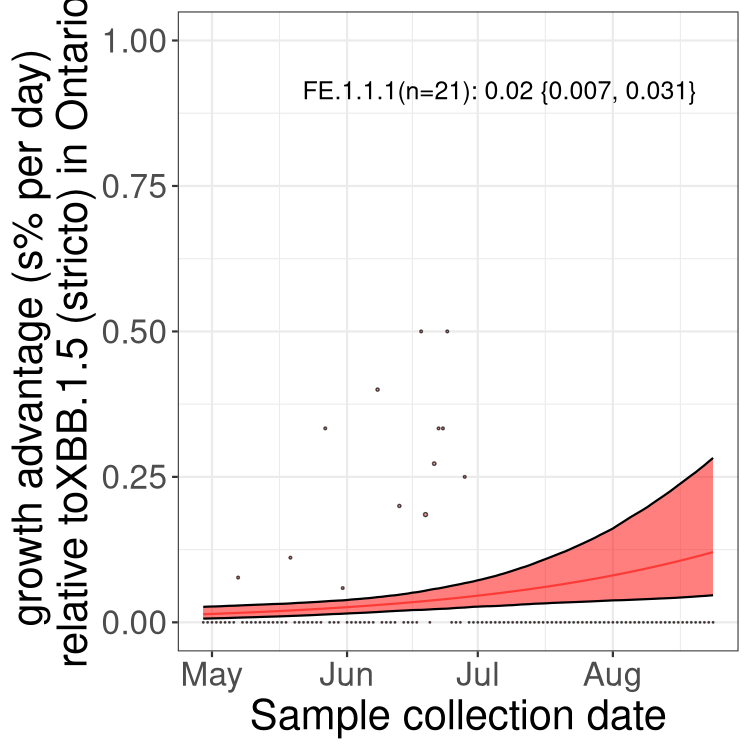 growth advantage (s% per day)
relative toXBB.1.5 (stricto) in Ontario
1.00
0.75
0.50
0.25
0.00
FE.1.1.1(n=21): 0.02 {0.007, 0.031}
May Jun Jul Aug
Sample collection date